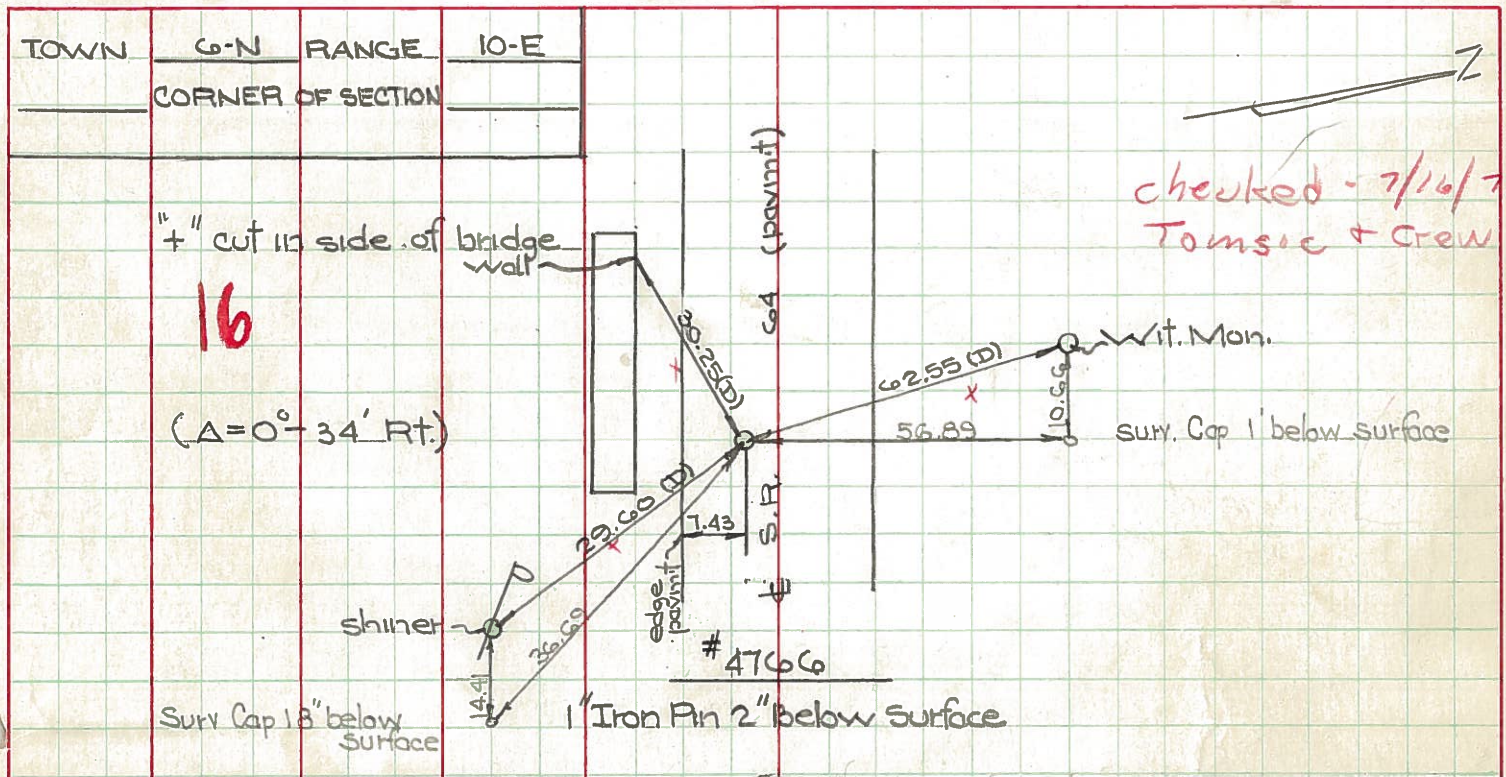 TOWN 6-N RANGE 10-E
CORNER OF SECTION
N
checked - 7/16/7
Tomsic + Crew
"+" cut in side of bridge
wall
16
(Δ=0°-34' Rt.)
S.R. 64 (pavmt)
30.25(D)
x
62.55 (D)
x
Wit. Mon.
10.66
56.89
Surv. Cap 1' below surface
29.60 (D)
x
7.43
edge
pavmt
℄
shiner
36.69
14.41
#4766
Surv Cap 18" below
surface
1" Iron Pin 2" Below Surface